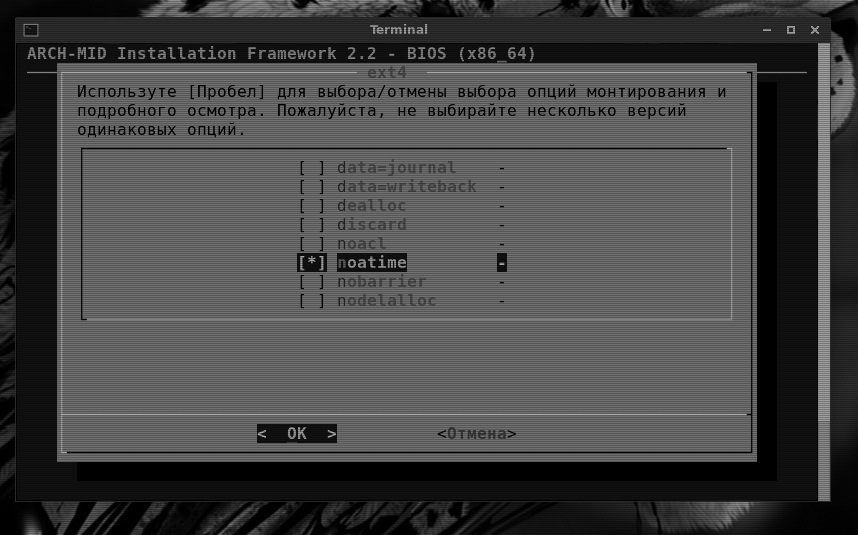 Terminal
ARCH-MID Installation Framework 2.2 - BIOS (x86_64)
ext4
Используте [Пробел] для выбора/отмены выбора опций монтирования и
подробного осмотра. Пожалуйста, не выбирайте несколько версий
одинаковых опций.
[ ] data=journal -
[ ] data=writeback -
[ ] dealloc -
[ ] discard -
[ ] noacl -
[*] noatime -
[ ] nobarrier -
[ ] nodelalloc -
< OK > <Отмена>